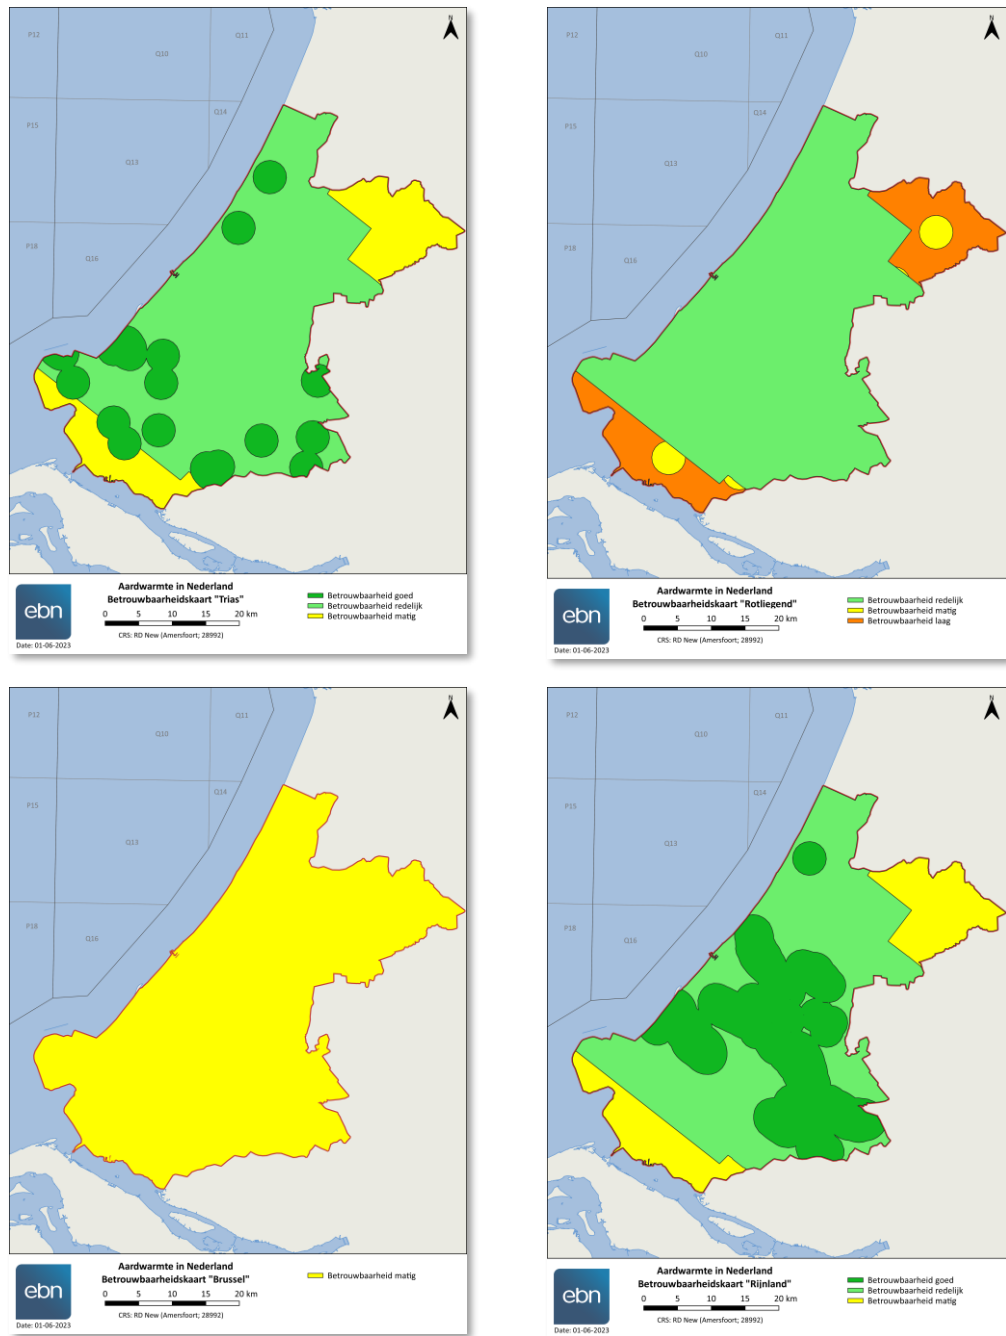 N
P12
Q11
Q10
P15
Q14
Q13
P18
Q16
ebn
Date: 01-06-2023
Aardwarmte in Nederland
Betrouwbaarheidskaart "Trias"
0 5 10 15 20 km
CRS: RD New (Amersfoort; 28992)
Betrouwbaarheid goed
Betrouwbaarheid redelijk
Betrouwbaarheid matig
N
P12
Q11
Q10
P15
Q14
Q13
P18
Q16
ebn
Date: 01-06-2023
Aardwarmte in Nederland
Betrouwbaarheidskaart "Rotliegend"
0 5 10 15 20 km
CRS: RD New (Amersfoort; 28992)
Betrouwbaarheid redelijk
Betrouwbaarheid matig
Betrouwbaarheid laag
N
P12
Q11
Q10
P15
Q14
Q13
P18
Q16
ebn
Date: 01-06-2023
Aardwarmte in Nederland
Betrouwbaarheidskaart "Brussel"
0 5 10 15 20 km
CRS: RD New (Amersfoort; 28992)
Betrouwbaarheid matig
N
P12
Q11
Q10
P15
Q14
Q13
P18
Q16
ebn
Date: 01-06-2023
Aardwarmte in Nederland
Betrouwbaarheidskaart "Rijnland"
0 5 10 15 20 km
CRS: RD New (Amersfoort; 28992)
Betrouwbaarheid goed
Betrouwbaarheid redelijk
Betrouwbaarheid matig